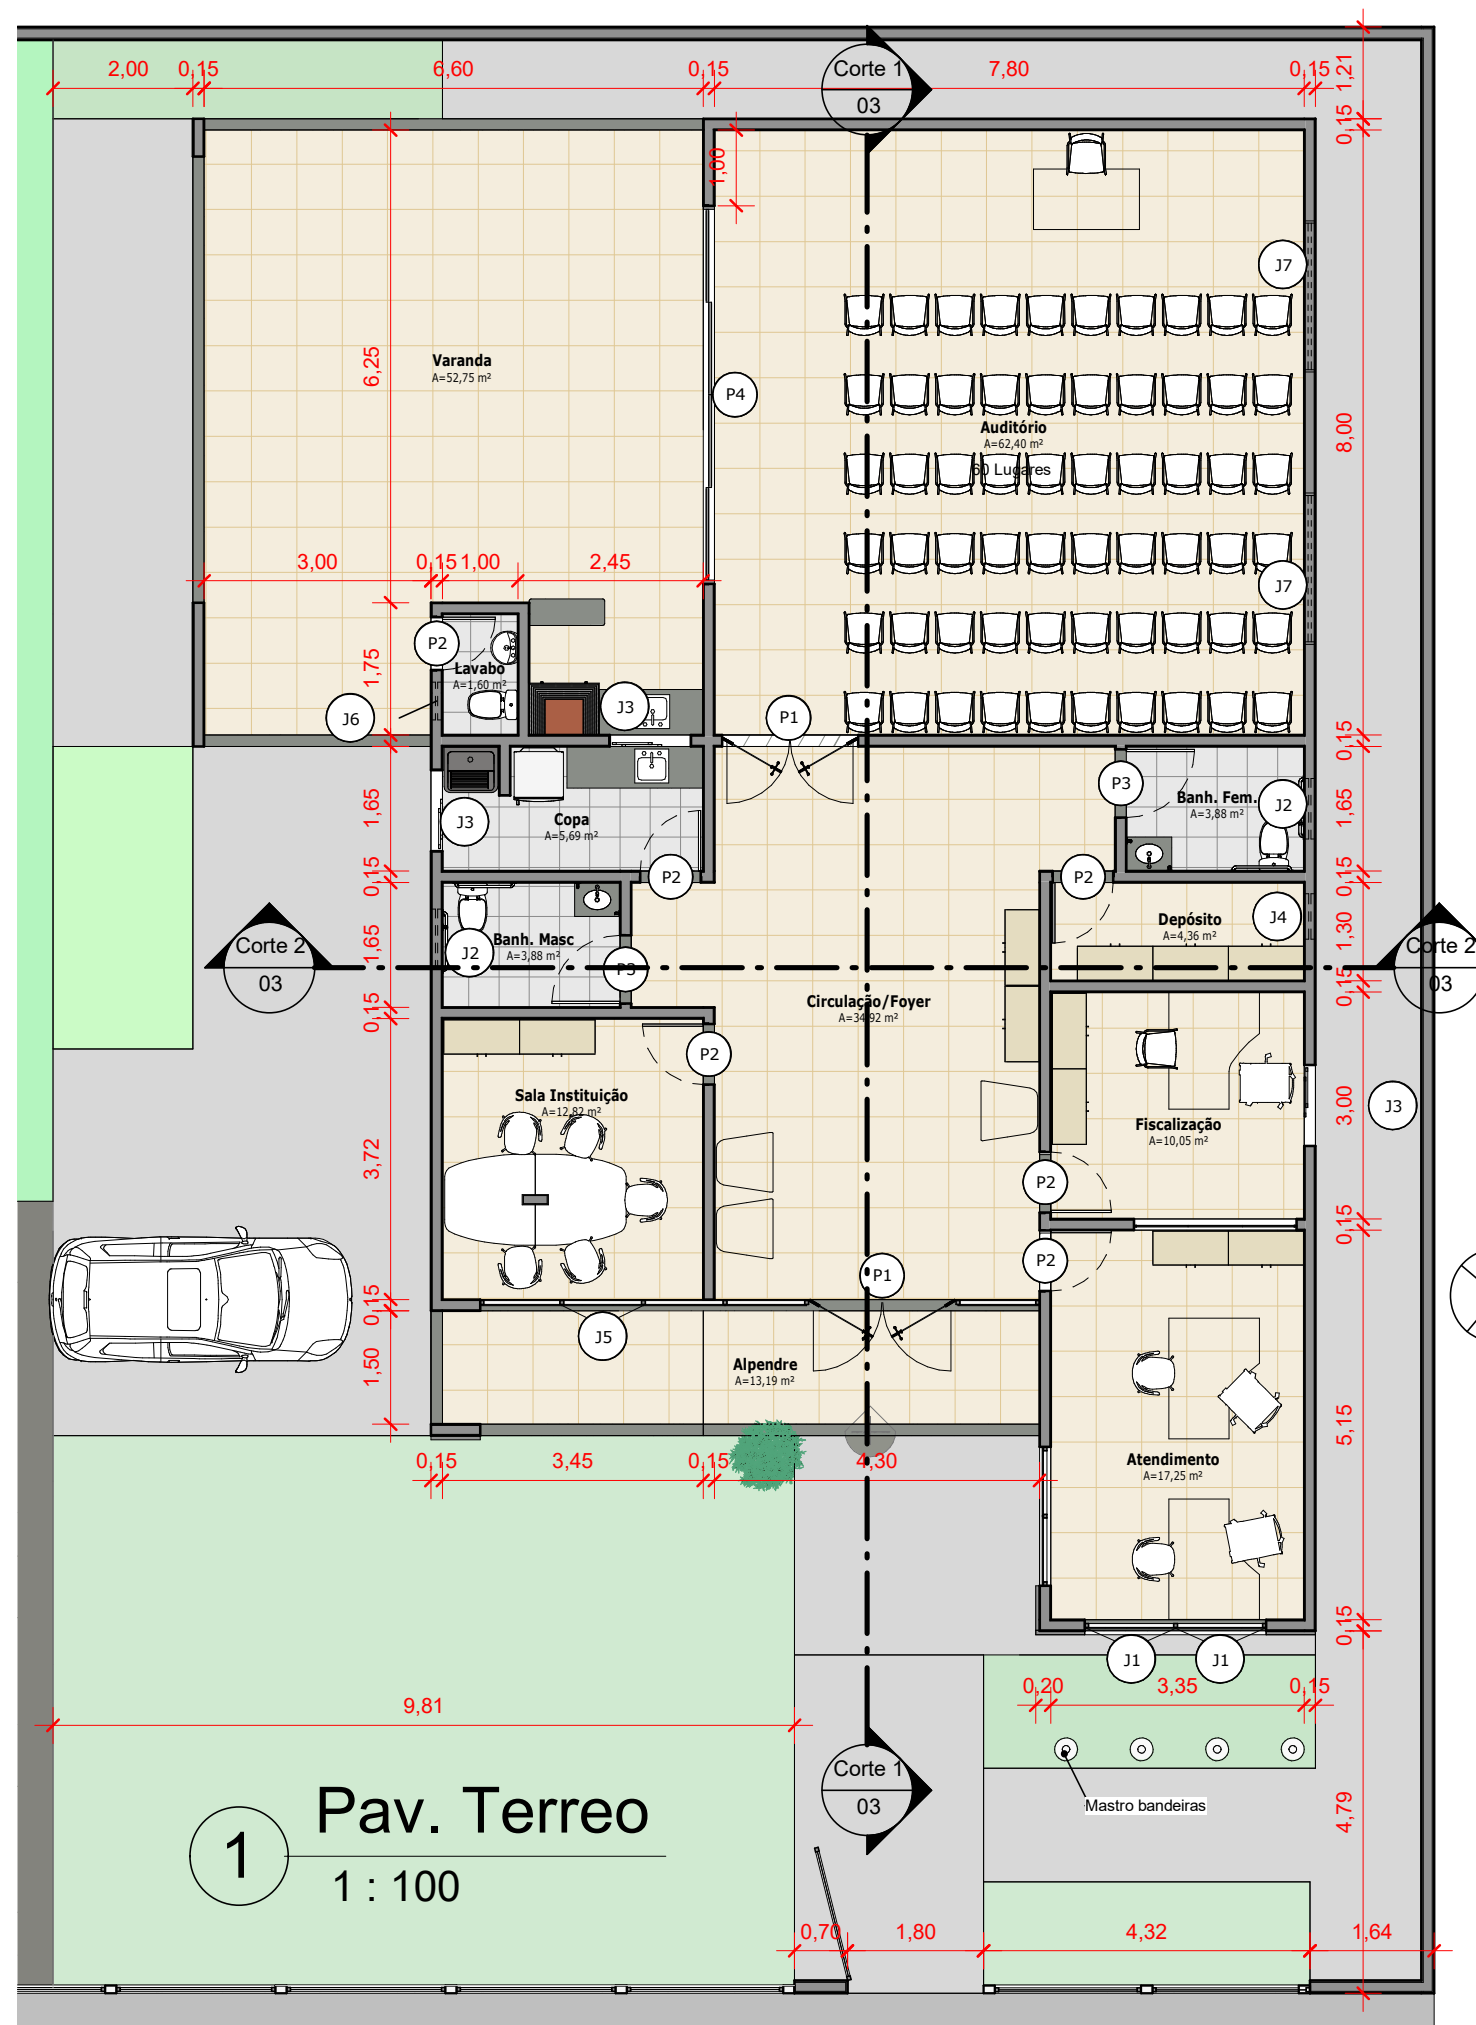 2,00
0,15
6,60
0,15
Corte 1
03
7,80
0,15
1,21
0,15
1,00
J7
6,25
Varanda
A=52,75 m²
P4
Auditório
A=62,40 m²
60 Lugares
8,00
3,00
0,15
1,00
2,45
J7
P2
Lavabo
A=1,60 m²
1,75
J6
J3
P1
0,15
1,65
J3
Copa
A=5,69 m²
P3
Banh. Fem.
A=3,88 m²
J2
1,65
0,15
P2
P2
0,15
Corte 2
03
1,65
J2
Banh. Masc
A=3,88 m²
P3
Depósito
A=4,36 m²
J4
1,30
Corte 2
03
0,15
Circulação/Foyer
A=34,92 m²
0,15
P2
Sala Instituição
A=12,82 m²
3,72
Fiscalização
A=10,05 m²
3,00
J3
P2
0,15
P2
P1
0,15
J5
Alpendre
A=13,19 m²
1,50
0,15
3,45
0,15
4,30
Atendimento
A=17,25 m²
5,15
0,15
J1
J1
0,20
3,35
0,15
9,81
Corte 1
03
Mastro bandeiras
4,79
1
Pav. Terreo
1 : 100
0,70
1,80
4,32
1,64